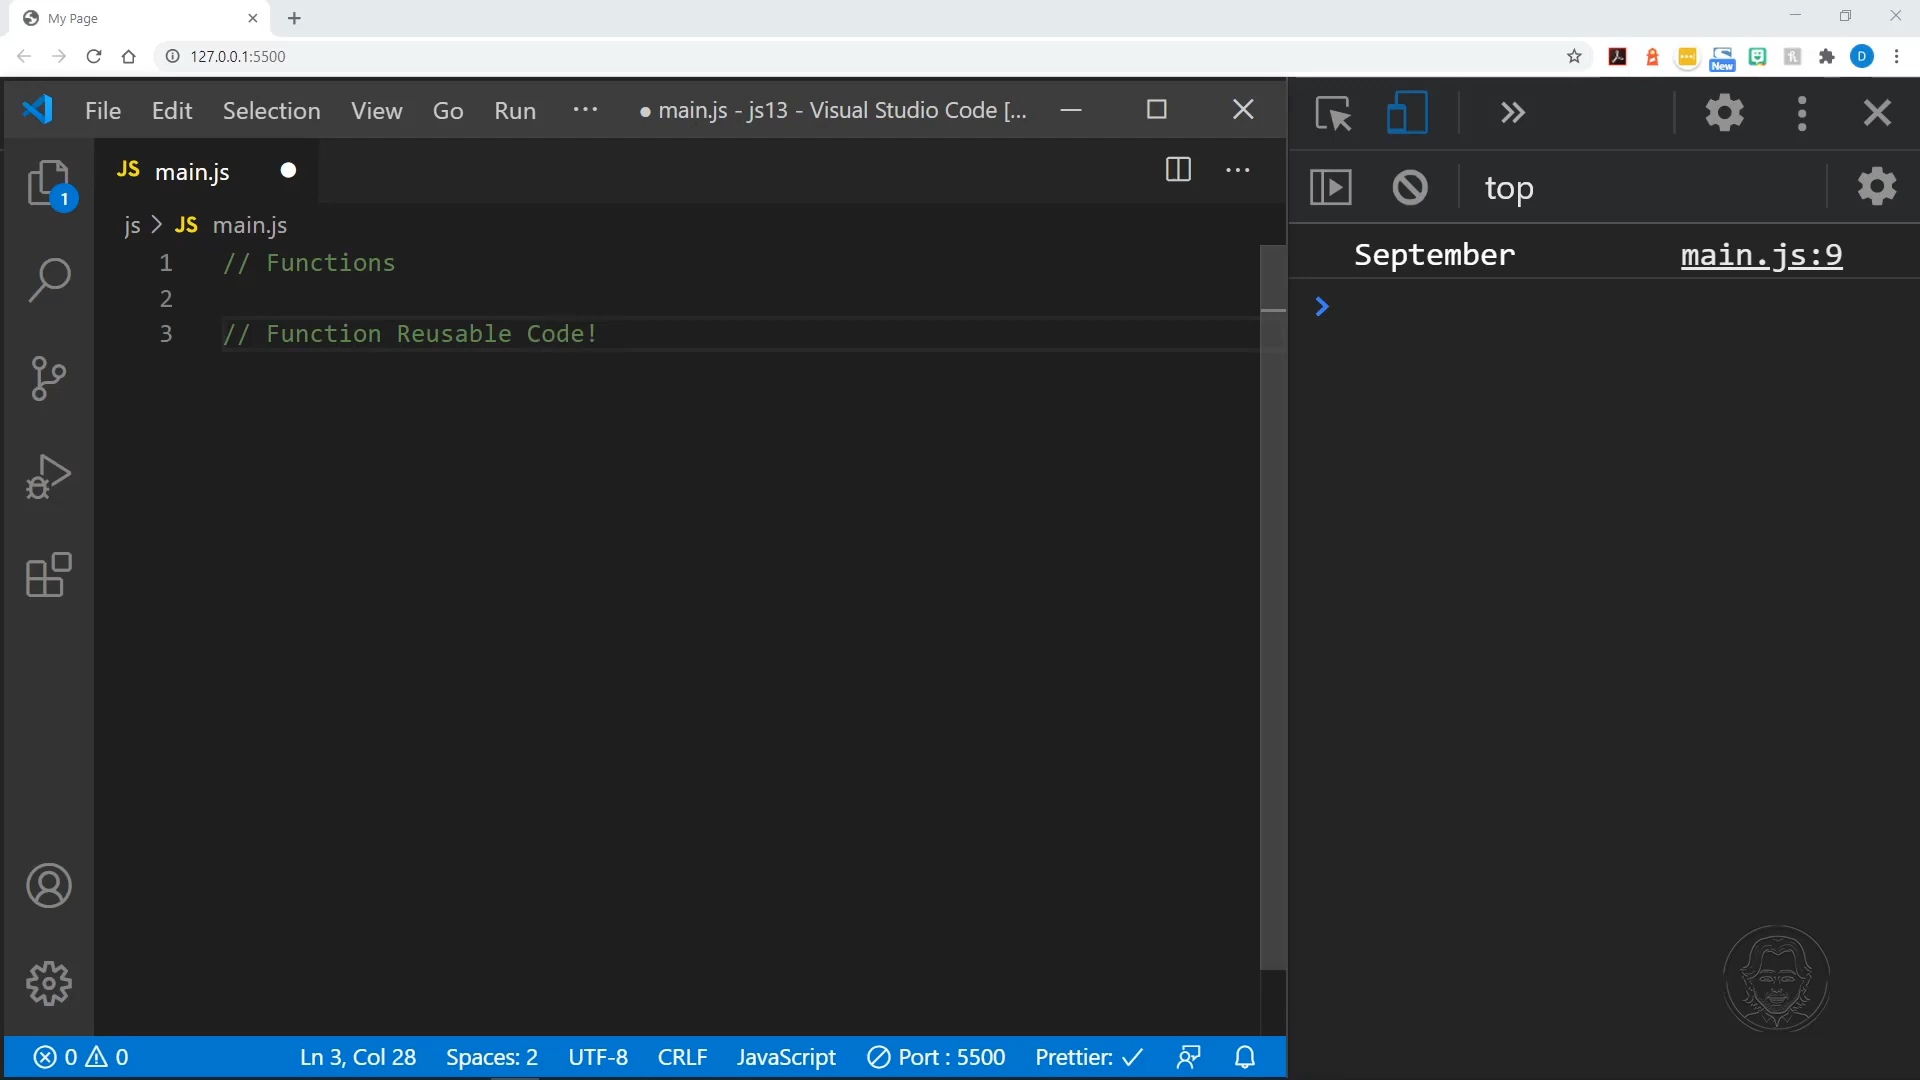 My Page
127.0.0.1:5500
New
D
File Edit Selection View Go Run ··· ● main.js - js13 - Visual Studio Code [...
JS main.js
1
top
js > JS main.js
1 // Functions
2
3 // Function Reusable Code!
September main.js:9
0 0 Ln 3, Col 28 Spaces: 2 UTF-8 CRLF JavaScript Port : 5500 Prettier: ✓